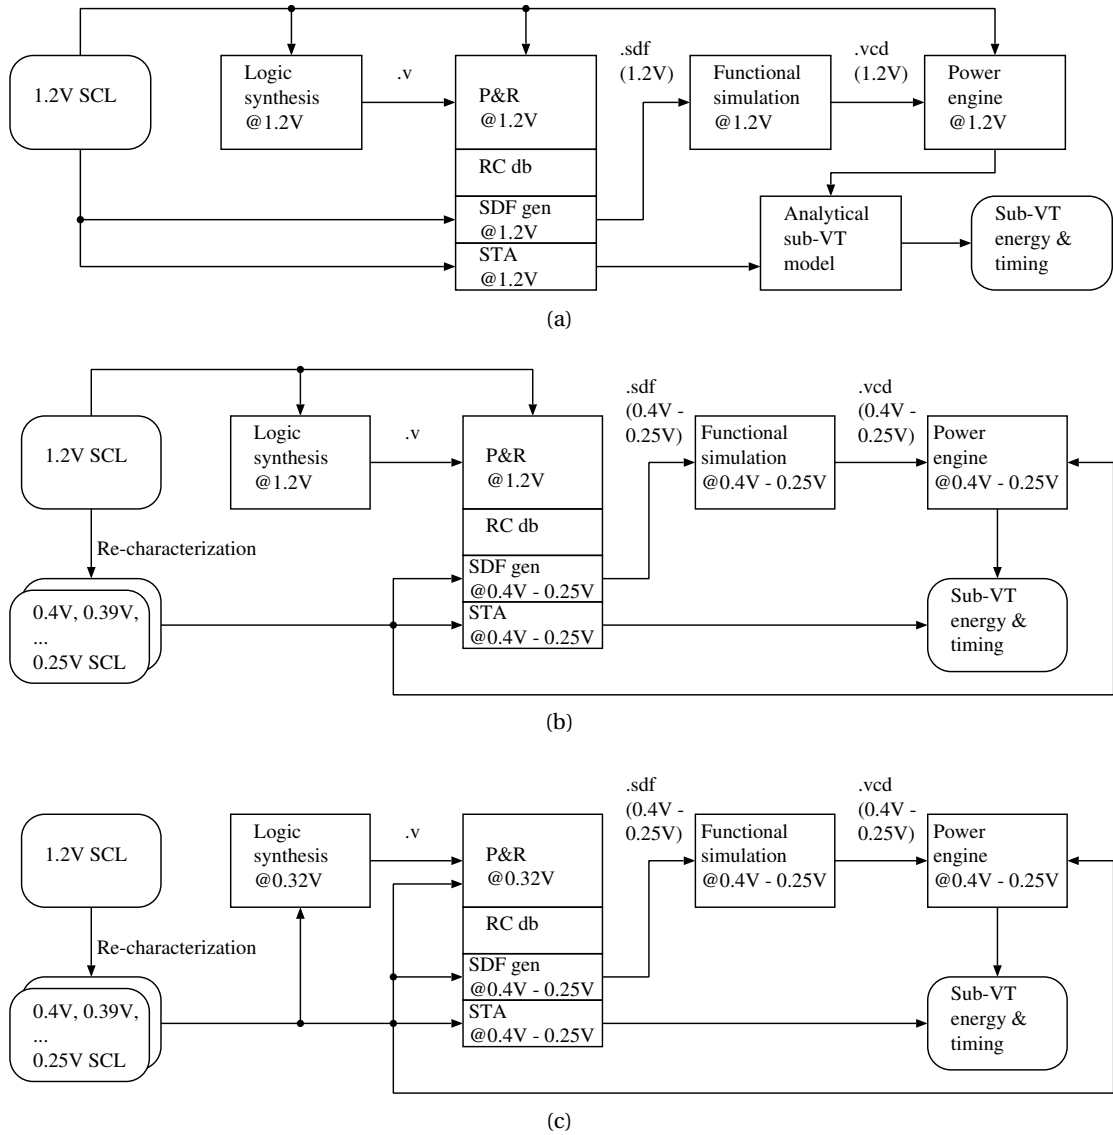 1.2V SCL
Logic
synthesis
@1.2V
.v
P&R
@1.2V
RC db
SDF gen
@1.2V
STA
@1.2V
.sdf
(1.2V)
Functional
simulation
@1.2V
.vcd
(1.2V)
Power
engine
@1.2V
Analytical
sub-VT
model
Sub-VT
energy &
timing
(a)
1.2V SCL
Re-characterization
0.4V, 0.39V,
...
0.25V SCL
Logic
synthesis
@1.2V
.v
P&R
@1.2V
RC db
SDF gen
@0.4V - 0.25V
STA
@0.4V - 0.25V
.sdf
(0.4V -
0.25V)
Functional
simulation
@0.4V - 0.25V
.vcd
(0.4V -
0.25V)
Power
engine
@0.4V - 0.25V
Sub-VT
energy &
timing
(b)
1.2V SCL
Re-characterization
0.4V, 0.39V,
...
0.25V SCL
Logic
synthesis
@0.32V
.v
P&R
@0.32V
RC db
SDF gen
@0.4V - 0.25V
STA
@0.4V - 0.25V
.sdf
(0.4V -
0.25V)
Functional
simulation
@0.4V - 0.25V
.vcd
(0.4V -
0.25V)
Power
engine
@0.4V - 0.25V
Sub-VT
energy &
timing
(c)